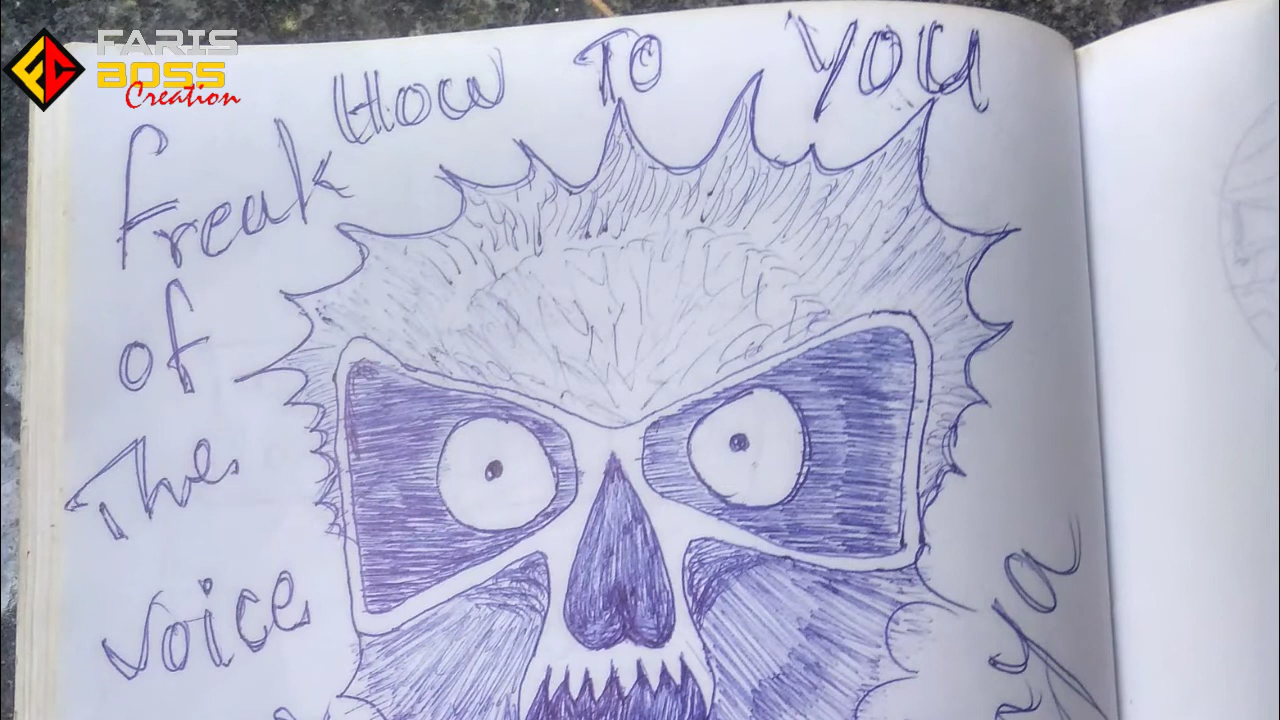 FARIS
BOSS
Creation
How To You
freak
of
The
voice